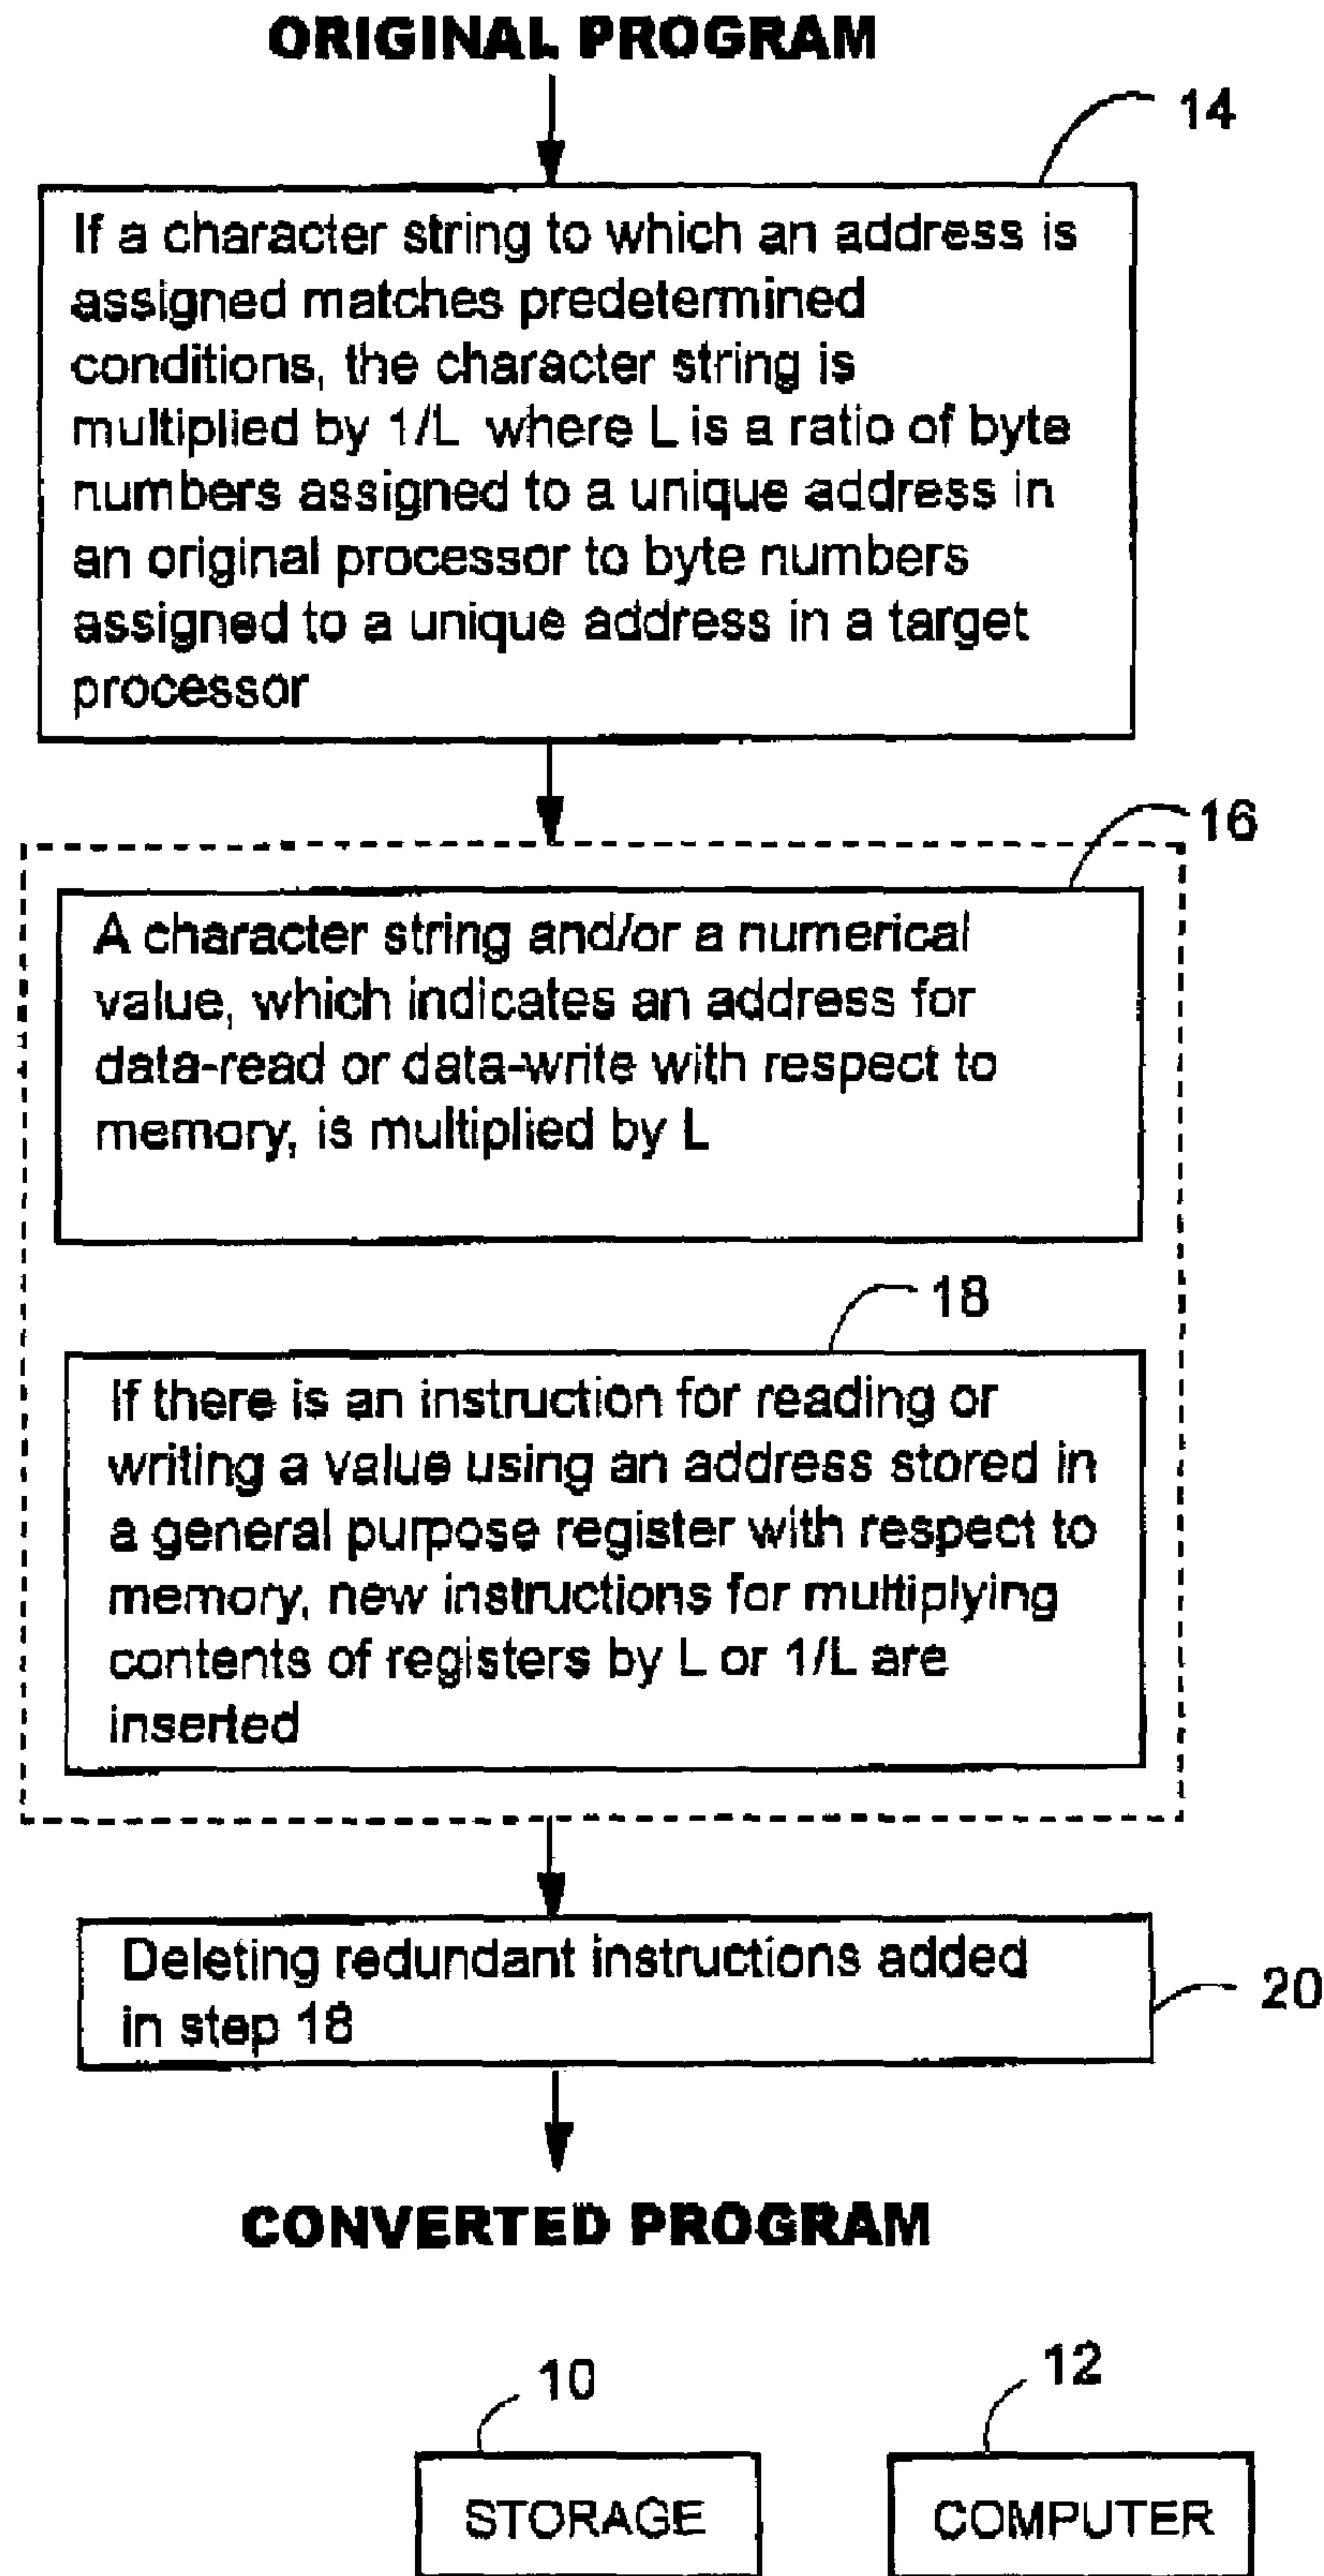 ORIGINAL PROGRAM
14
If a character string to which an address is
assigned matches predetermined
conditions, the character string is
multiplied by 1/L where L is a ratio of byte
numbers assigned to a unique address in
an original processor to byte numbers
assigned to a unique address in a target
processor
16
A character string and/or a numerical
value, which indicates an address for
data-read or data-write with respect to
memory, is multiplied by L
18
If there is an instruction for reading or
writing a value using an address stored in
a general purpose register with respect to
memory, new instructions for multiplying
contents of registers by L or 1/L are
inserted
Deleting redundant instructions added
in step 18
20
CONVERTED PROGRAM
10
12
STORAGE
COMPUTER